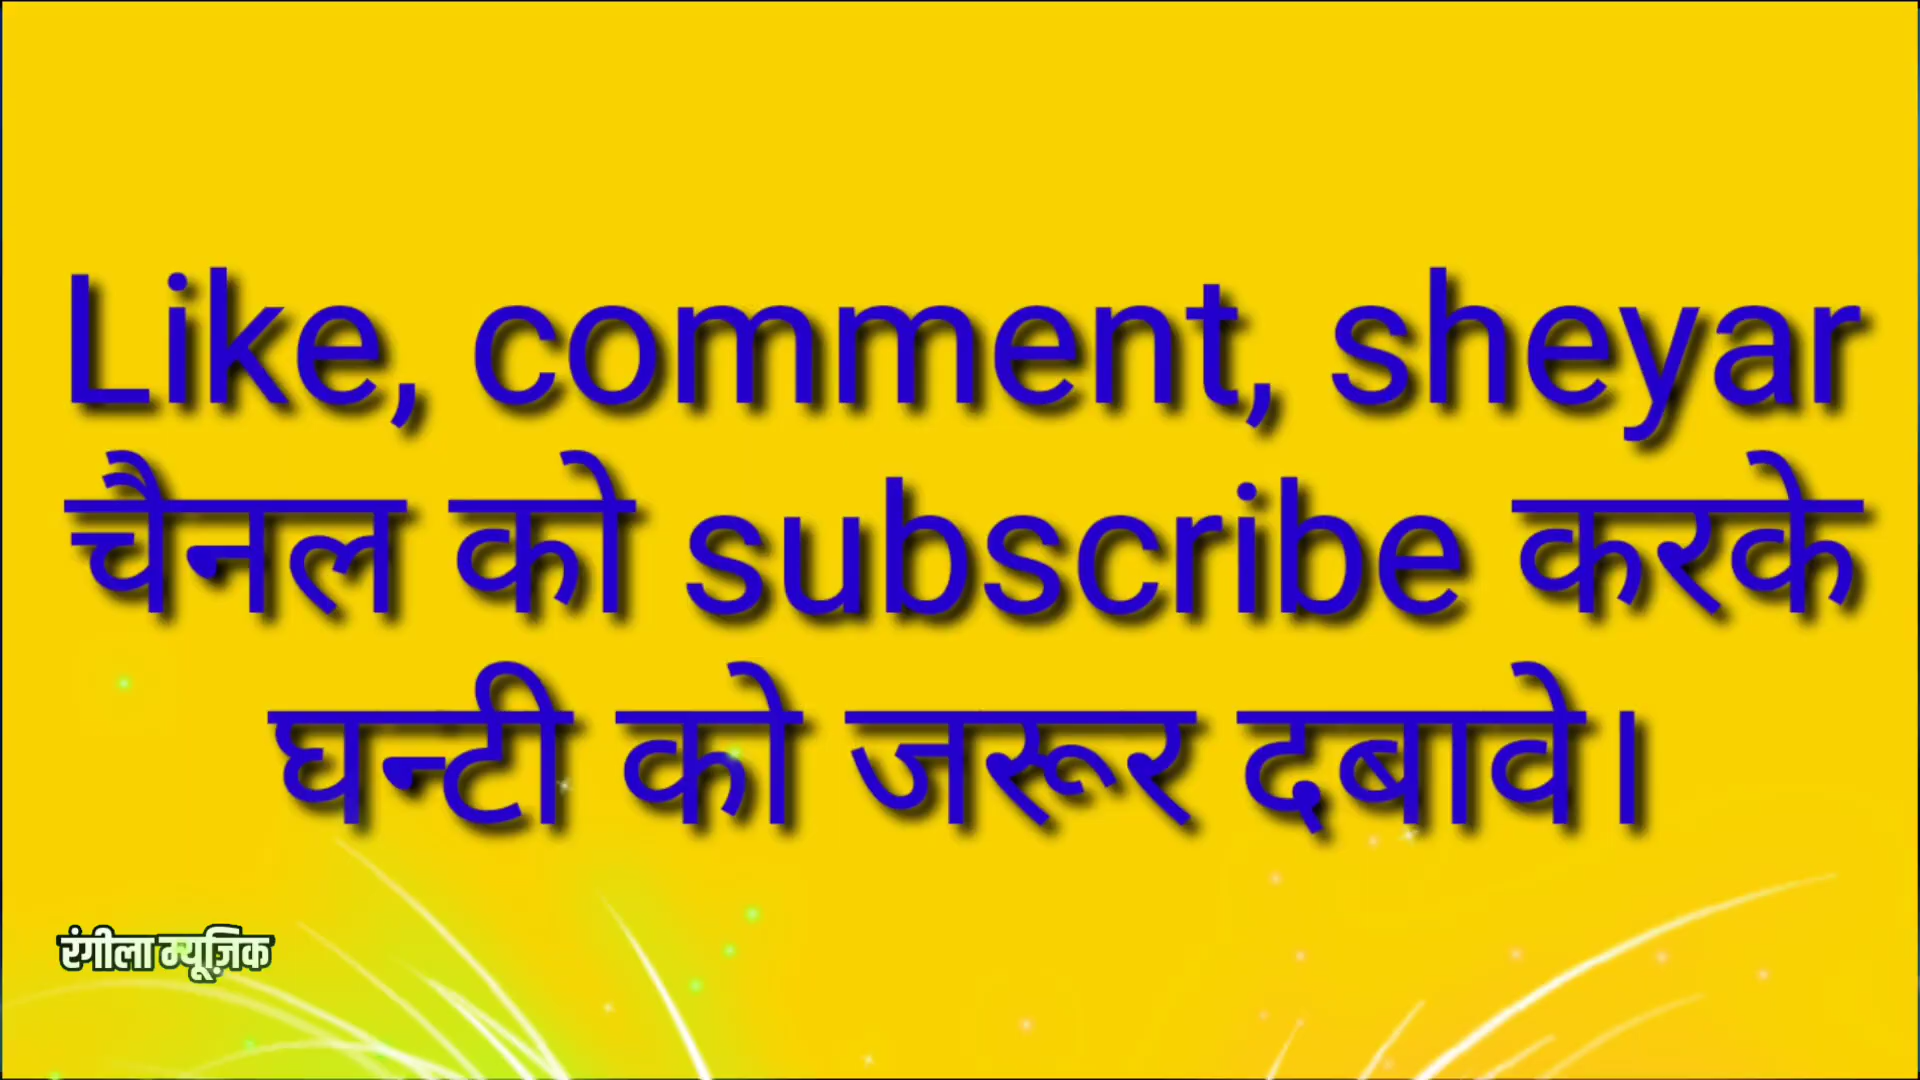 Like, comment, sheyar
चैनल को subscribe करके
घन्टी को जरूर दबावे।
रंगीला म्यूज़िक